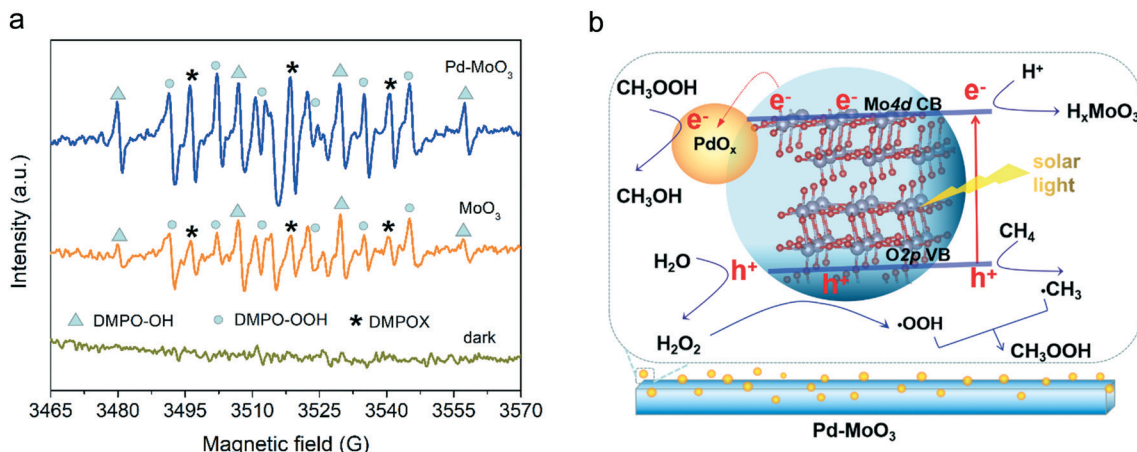 a
Intensity (a.u.)
Pd-MoO₃
MoO₃
DMPO-OH
DMPO-OOH
* DMPOX
dark
3465 3480 3495 3510 3525 3540 3555 3570
Magnetic field (G)
b
CH₃OOH
CH₃OH
e⁻
PdOₓ
e⁻
e⁻
Mo4d CB
e⁻
H⁺
HₓMoO₃
solar
light
H₂O
h⁺
h⁺
O2p VB
h⁺
CH₄
·CH₃
H₂O₂
·OOH
CH₃OOH
Pd-MoO₃